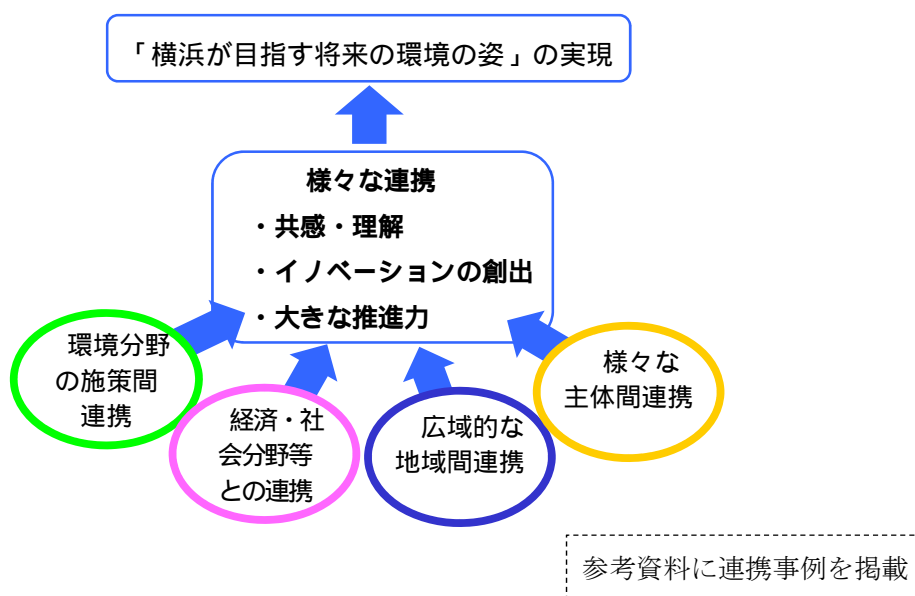 「横浜が目指す将来の環境の姿」の実現
様々な連携
・共感・理解
・イノベーションの創出
・大きな推進力
環境分野
の施策間
連携
経済・社
会分野等
との連携
広域的な
地域間連携
様々な
主体間連携
参考資料に連携事例を掲載